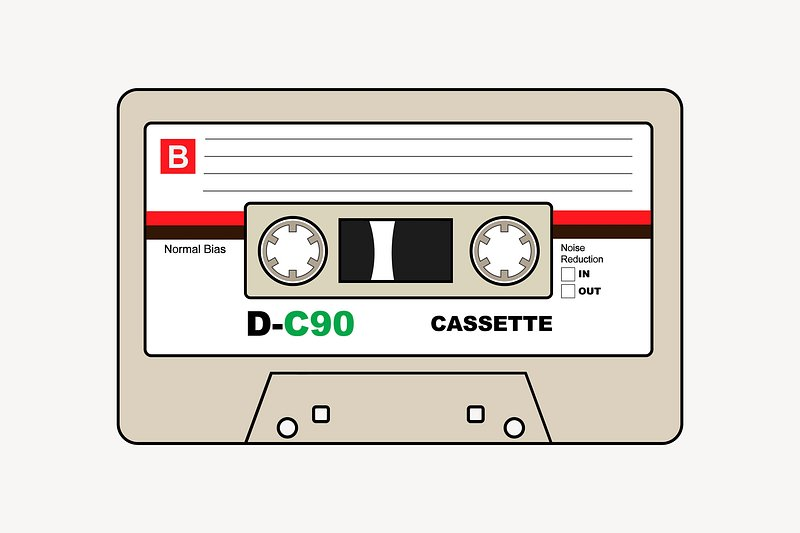 B
Normal Bias
Noise
Reduction
IN
OUT
D-C90
CASSETTE